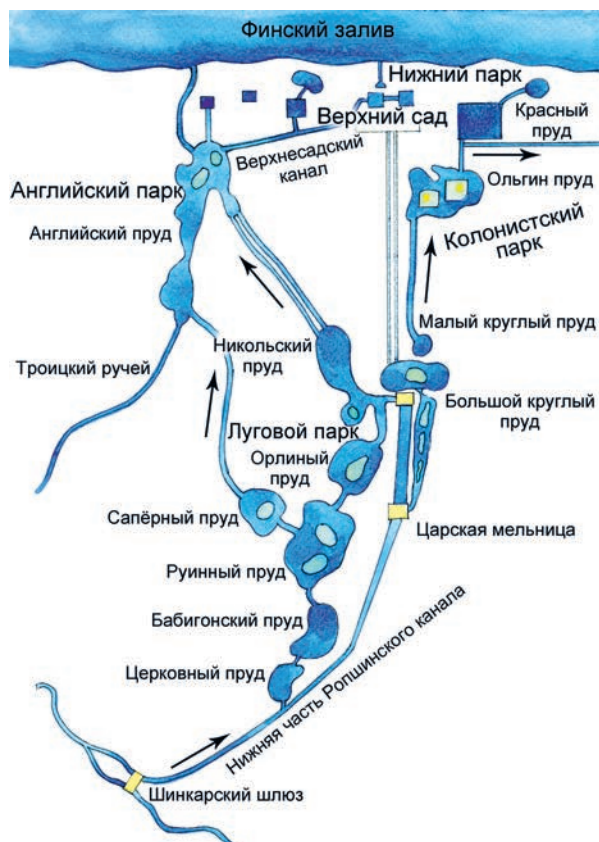 Финский залив
Нижний парк
Красный
пруд
Верхний сад
Верхнесадский
канал
Ольгин пруд
Английский парк
Колонистский
парк
Английский пруд
Малый круглый пруд
Никольский
пруд
Троицкий ручей
Большой круглый
пруд
Луговой парк
Орлиный
пруд
Сапёрный пруд
Царская мельница
Руинный пруд
Бабигонский пруд
Церковный пруд
Нижняя часть Ропшинского канала
Шинкарский шлюз